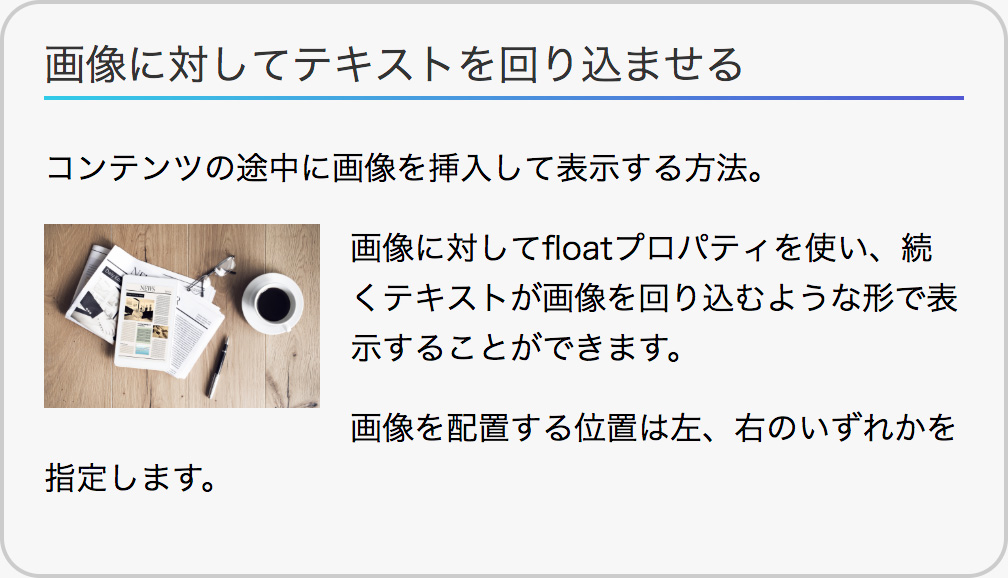 画像に対してテキストを回り込ませる
コンテンツの途中に画像を挿入して表示する方法。
画像に対してfloatプロパティを使い、続
くテキストが画像を回り込むような形で表
示することができます。
NEWS
画像を配置する位置は左、右のいずれかを
指定します。